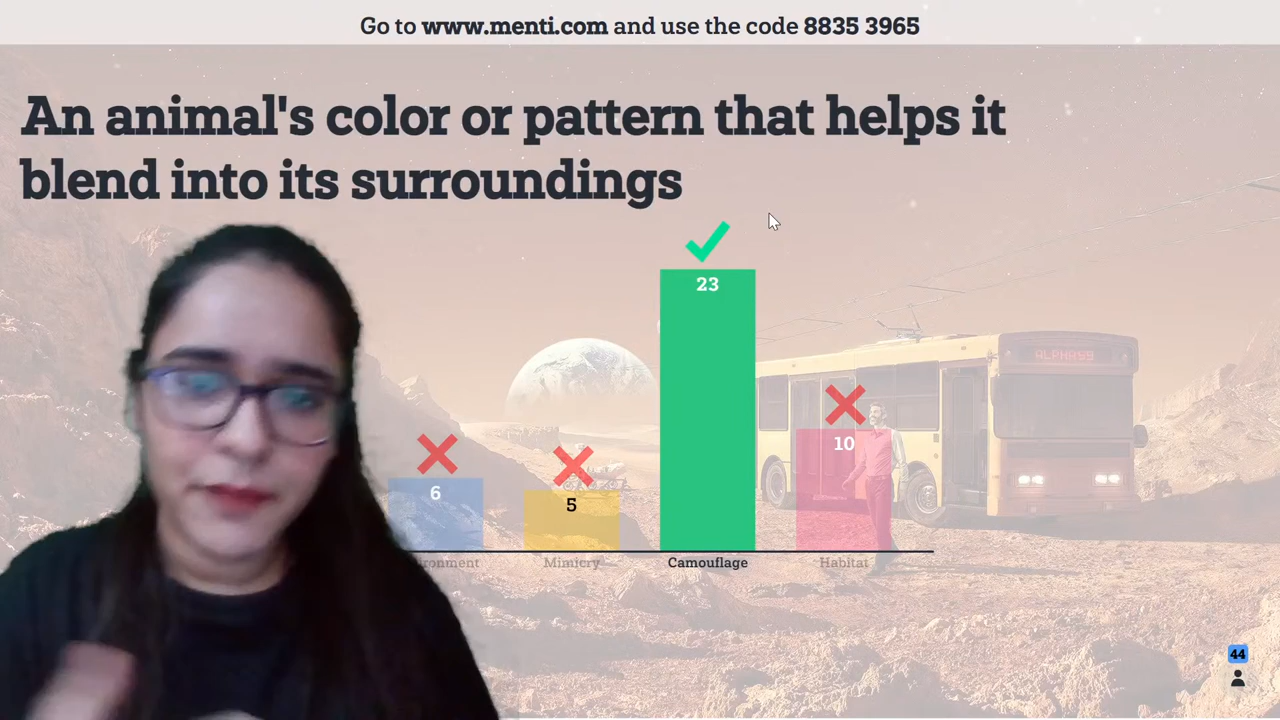 Go to www.menti.com and use the code 8835 3965
An animal's color or pattern that helps it
blend into its surroundings
23
10
6
5
Mimicry Camouflage Habitat
44